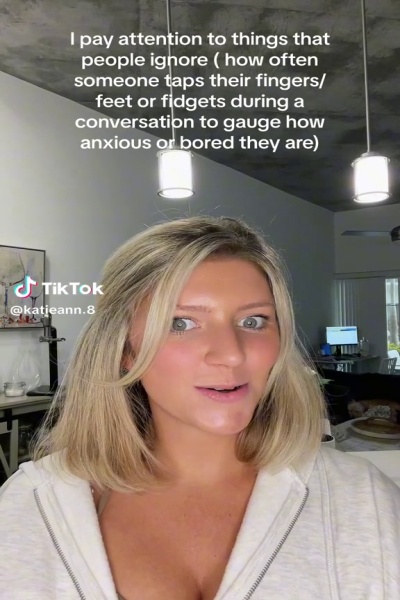 I pay attention to things that
people ignore ( how often
someone taps their fingers/
feet or fidgets during a
conversation to gauge how
anxious or bored they are)
TikTok
@katjeann.8